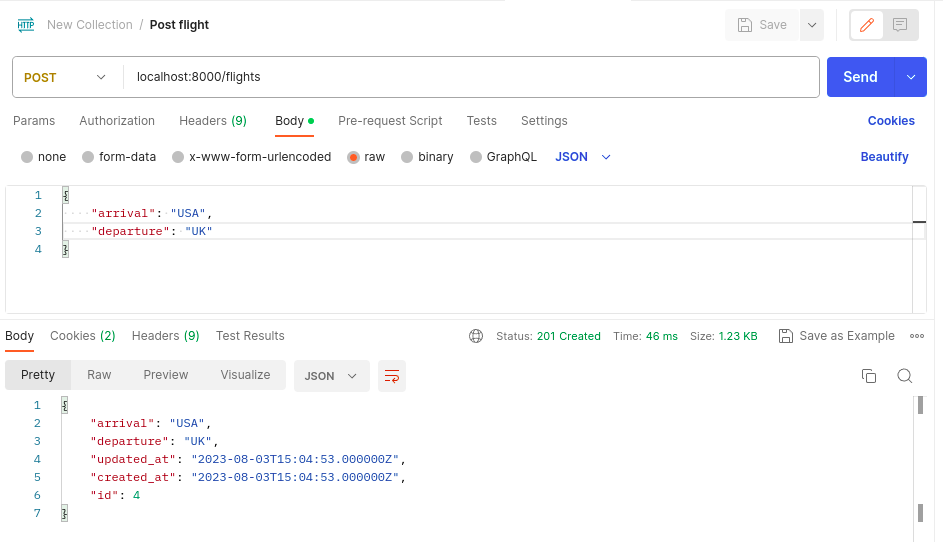 HTTP New Collection / Post flight Save
POST localhost:8000/flights Send
Params Authorization Headers (9) Body Pre-request Script Tests Settings Cookies
none form-data x-www-form-urlencoded raw binary GraphQL JSON Beautify
1 {
2 ····"arrival":·"USA",
3 ····"departure":·"UK"
4 }
Body Cookies (2) Headers (9) Test Results Status: 201 Created Time: 46 ms Size: 1.23 KB Save as Example
Pretty Raw Preview Visualize JSON
1 {
2 "arrival": "USA",
3 "departure": "UK",
4 "updated_at": "2023-08-03T15:04:53.000000Z",
5 "created_at": "2023-08-03T15:04:53.000000Z",
6 "id": 4
7 }